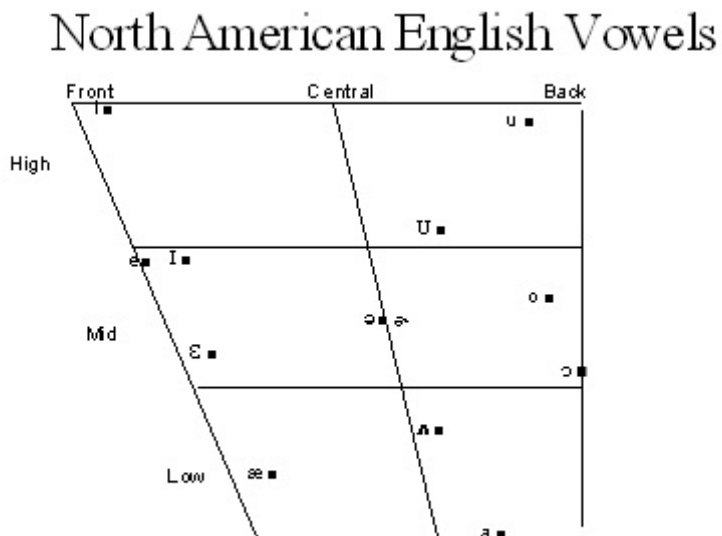 North American English Vowels
Front Central Back
i u
High
U
e I
o
ə ɚ
Mid
ɛ
ɔ
ʌ
Low æ
a